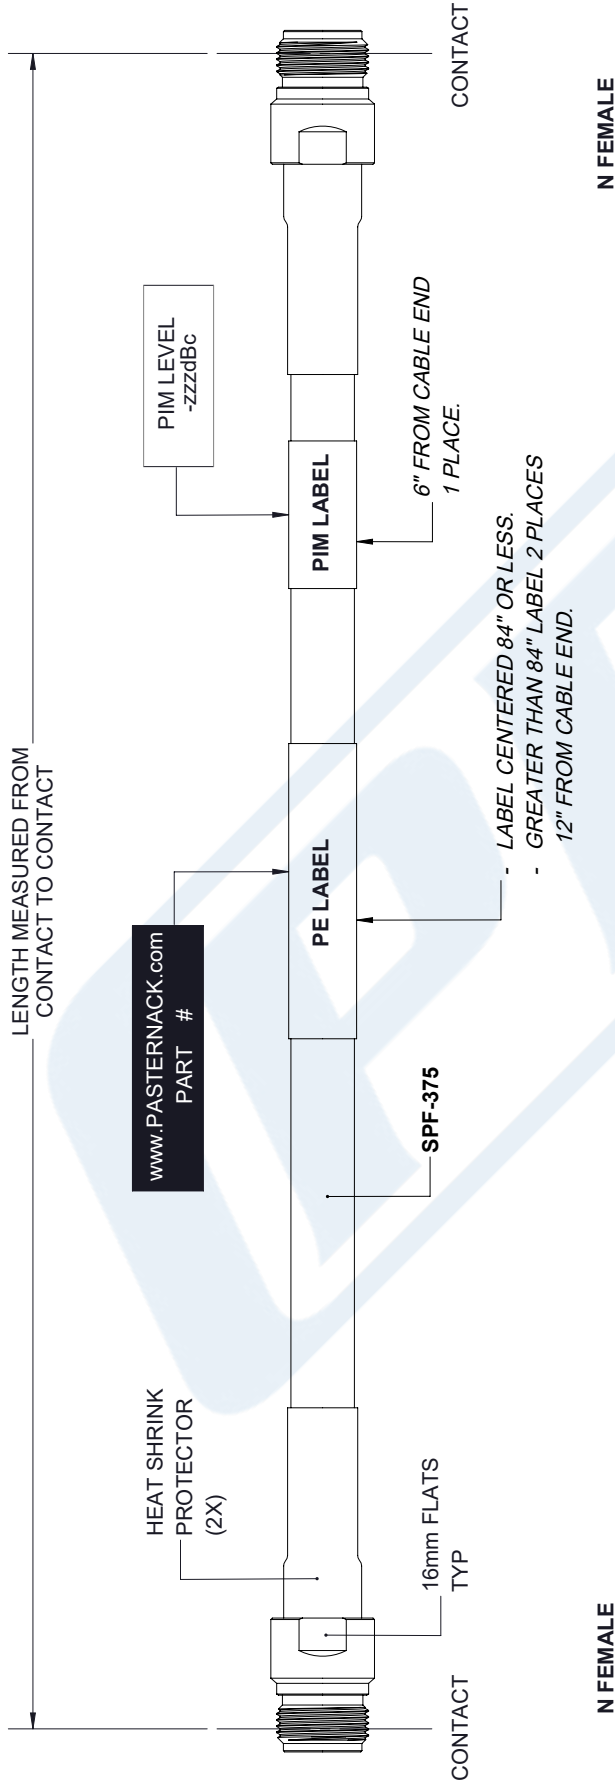 LENGTH MEASURED FROM
CONTACT TO CONTACT
www.PASTERNACK.com
PART #
PIM LEVEL
-zzzdBc
HEAT SHRINK
PROTECTOR
(2X)
PE LABEL
PIM LABEL
16mm FLATS
TYP
SPF-375
6" FROM CABLE END
1 PLACE.
CONTACT
CONTACT
- LABEL CENTERED 84" OR LESS.
- GREATER THAN 84" LABEL 2 PLACES
12" FROM CABLE END.
N FEMALE
N FEMALE